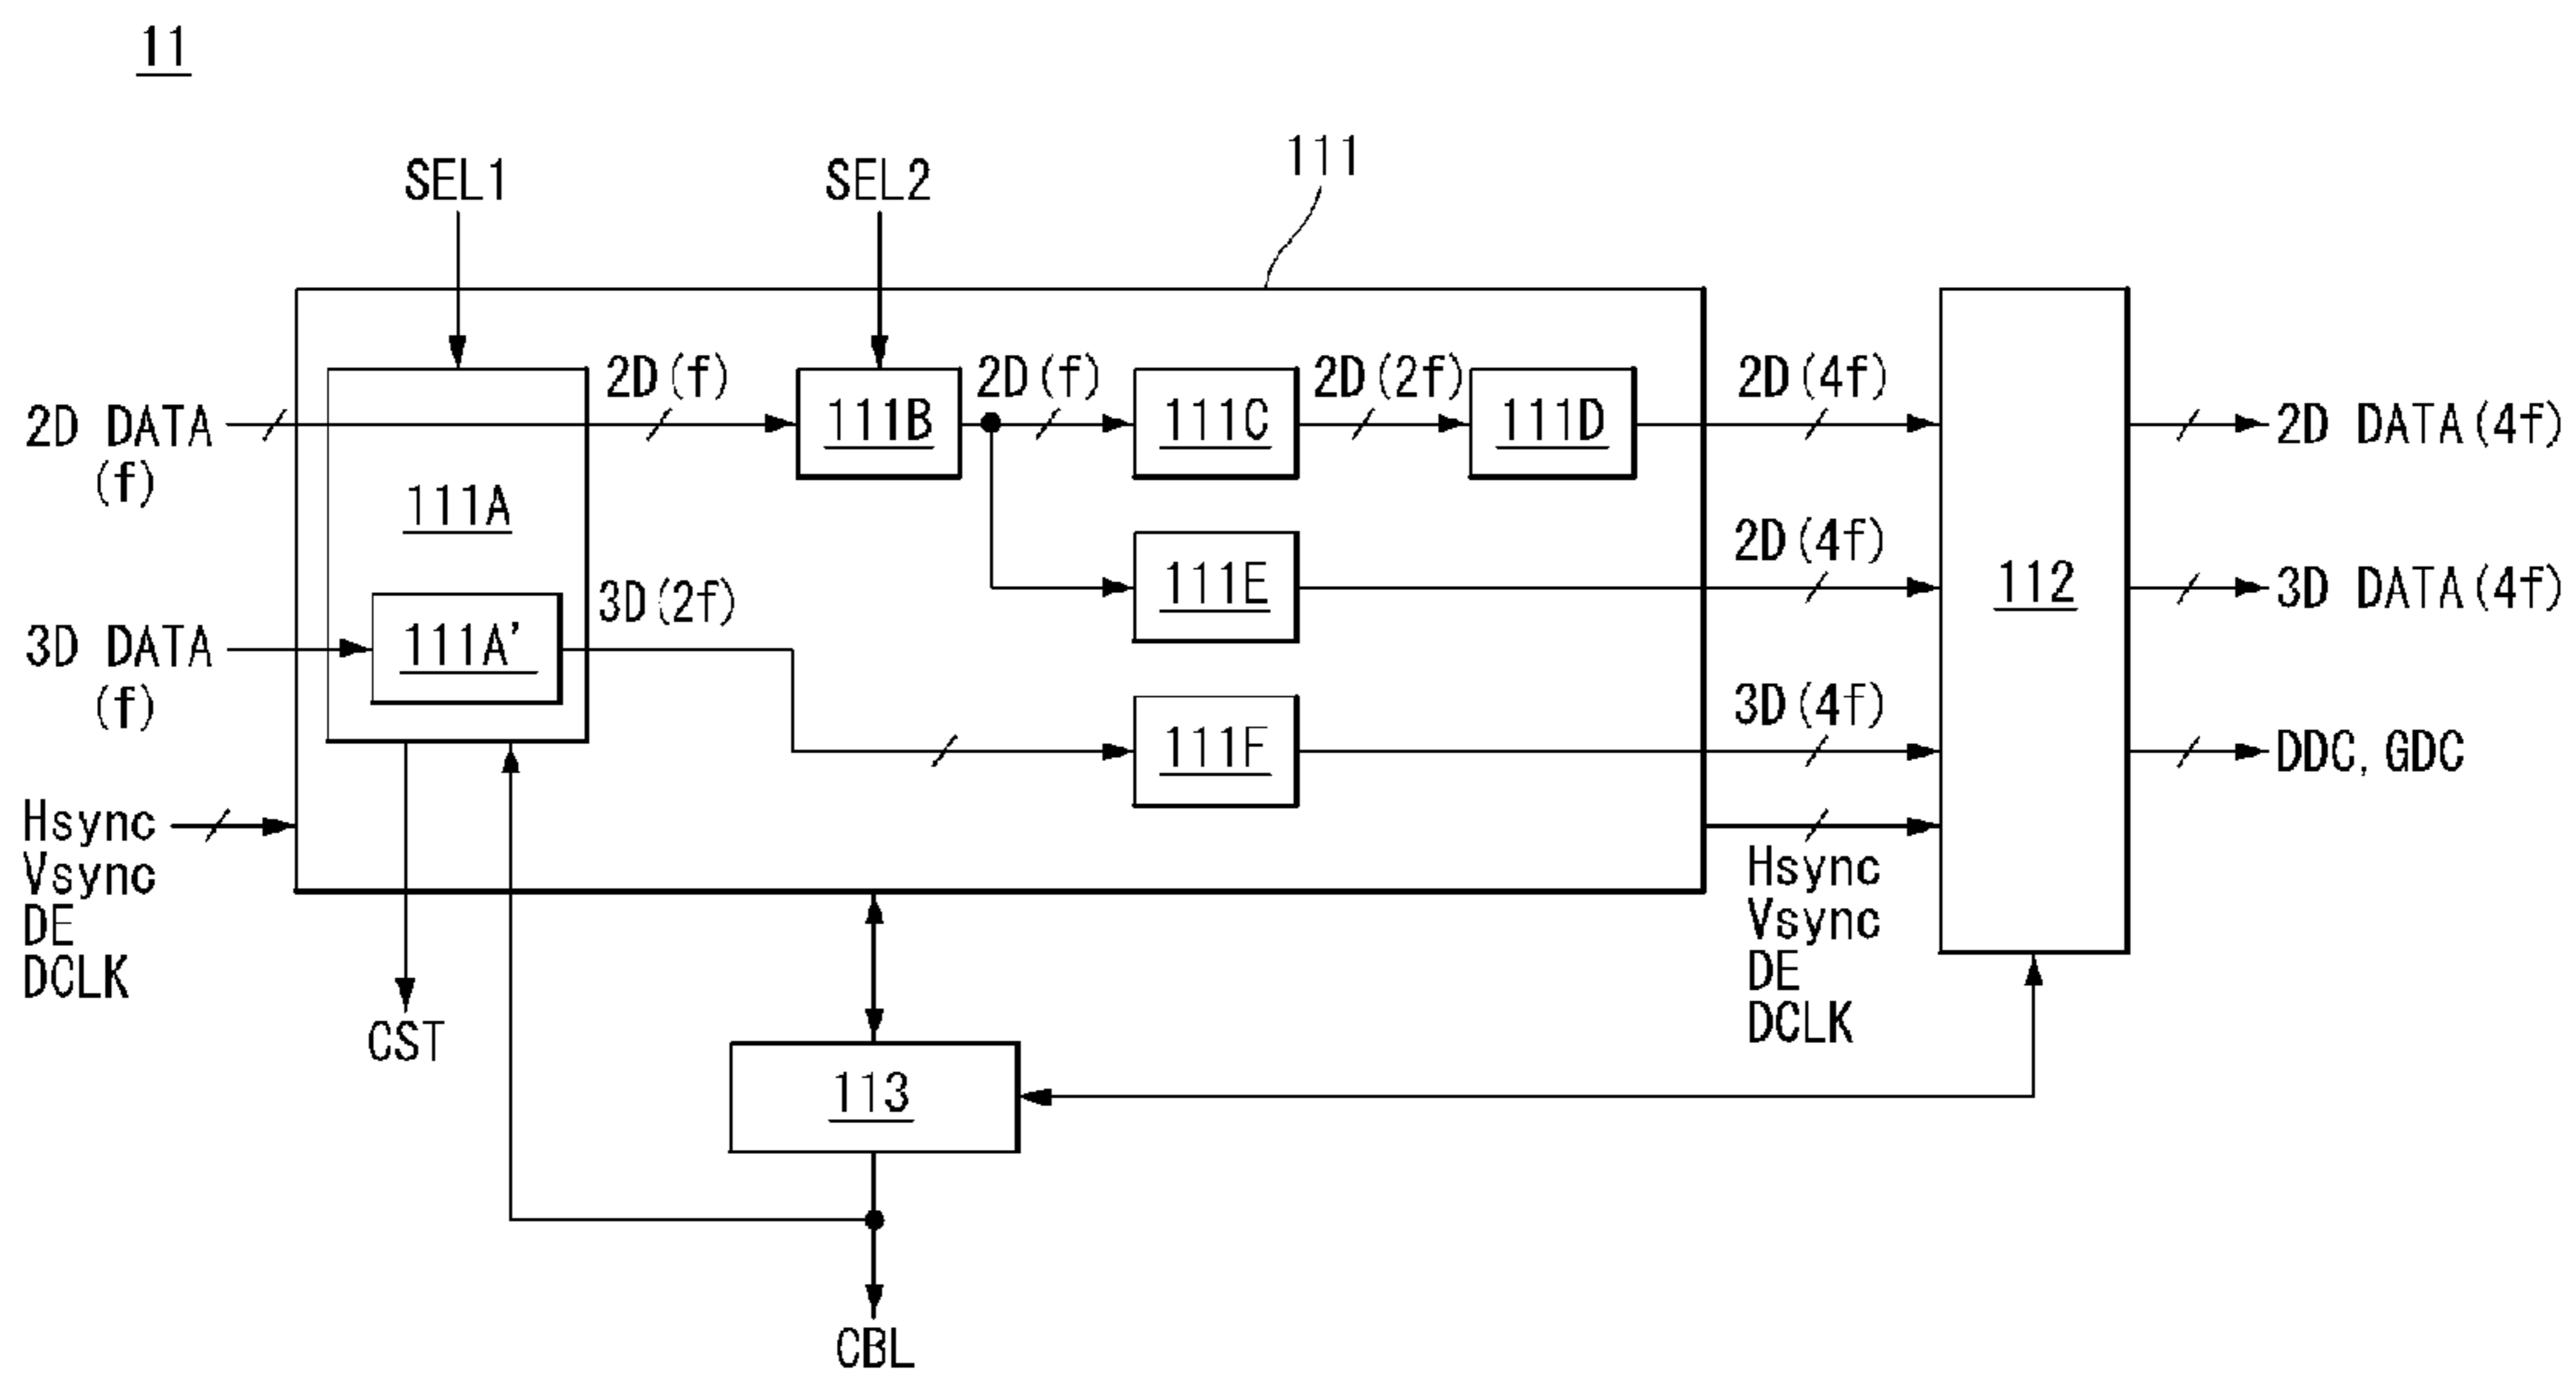 11
111
SEL1
SEL2
2D(f)
2D(f)
2D(2f)
2D(4f)
2D DATA
(f)
111B
111C
111D
2D DATA(4f)
111A
2D(4f)
111E
112
3D DATA(4f)
3D(2f)
3D DATA
(f)
111A'
3D(4f)
111F
DDC, GDC
Hsync
Vsync
DE
DCLK
Hsync
Vsync
DE
DCLK
CST
113
CBL